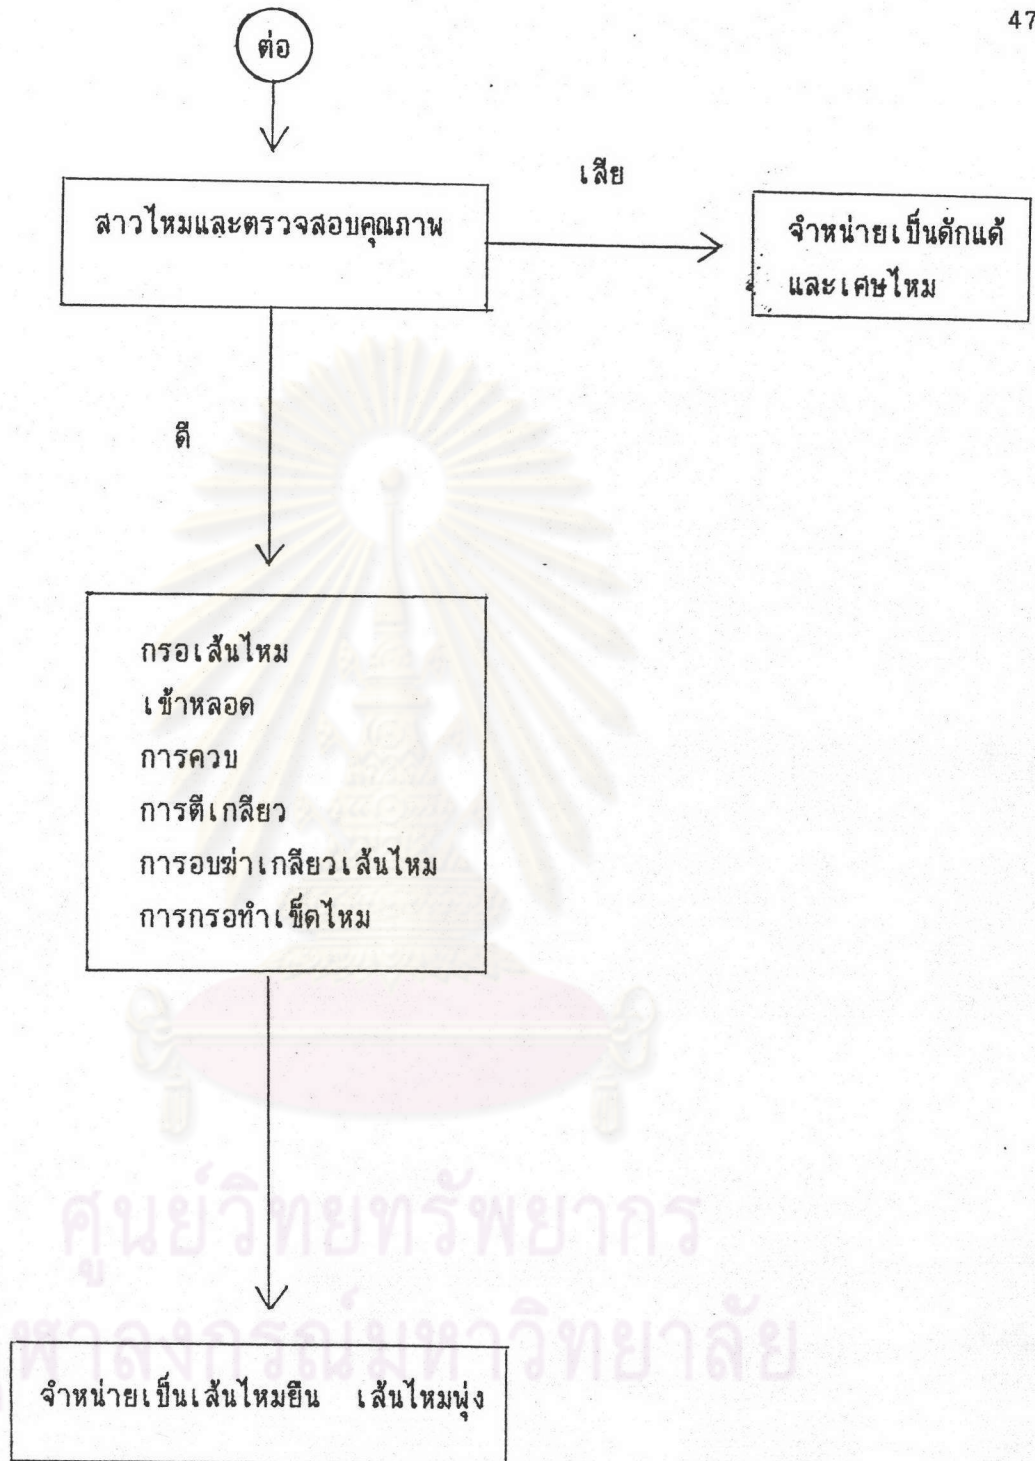 47
ต่อ
เสีย
สาวไหมและตรวจสอบคุณภาพ
จำหน่ายเป็นดักแด้
และเศษไหม
ดี
กรอเส้นไหม
เข้าหลอด
การควบ
การตีเกลียว
การอบฆ่าเกลียวเส้นไหม
การกรอทำเข็ดไหม
ศูนย์วิทยทรัพยากร
จุฬาลงกรณ์มหาวิทยาลัย
จำหน่ายเป็นเส้นไหมยืน เส้นไหมพุ่ง